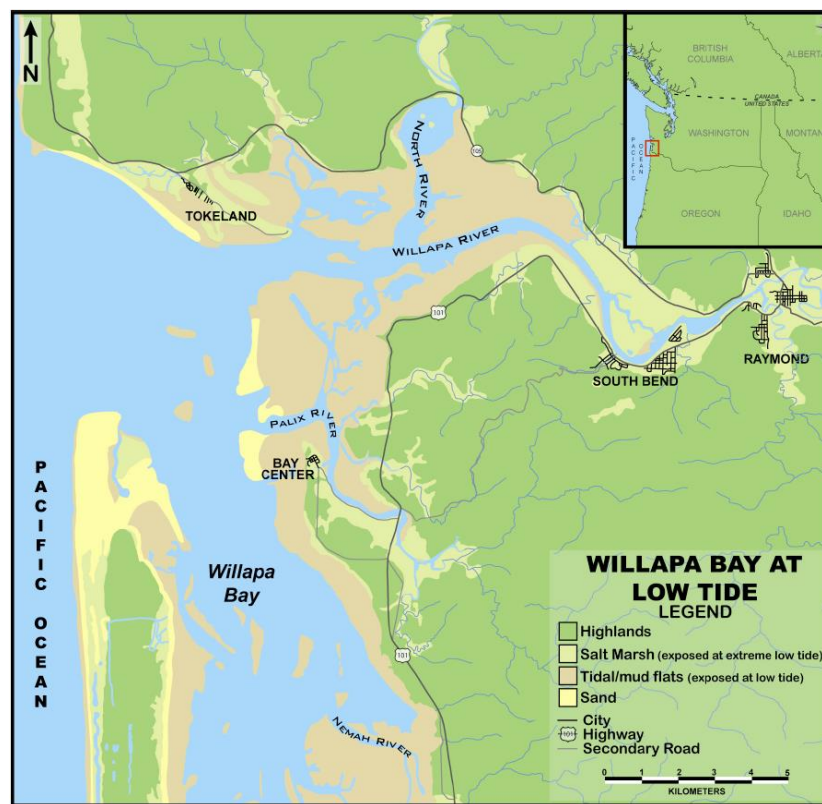 N
BRITISH
COLUMBIA
ALBERTA
CANADA
UNITED STATES
WASHINGTON
MONTAN
PACIFIC
OCEAN
OREGON
IDAHO
NORTH
RIVER
105
TOKELAND
WILLAPA RIVER
101
SOUTH BEND
RAYMOND
PALIX RIVER
BAY
CENTER
PACIFIC OCEAN
Willapa
Bay
101
NEMAH RIVER
WILLAPA BAY AT
LOW TIDE
LEGEND
Highlands
Salt Marsh (exposed at extreme low tide)
Tidal/mud flats (exposed at low tide)
Sand
City
101 Highway
Secondary Road
0 1 2 3 4 5
KILOMETERS